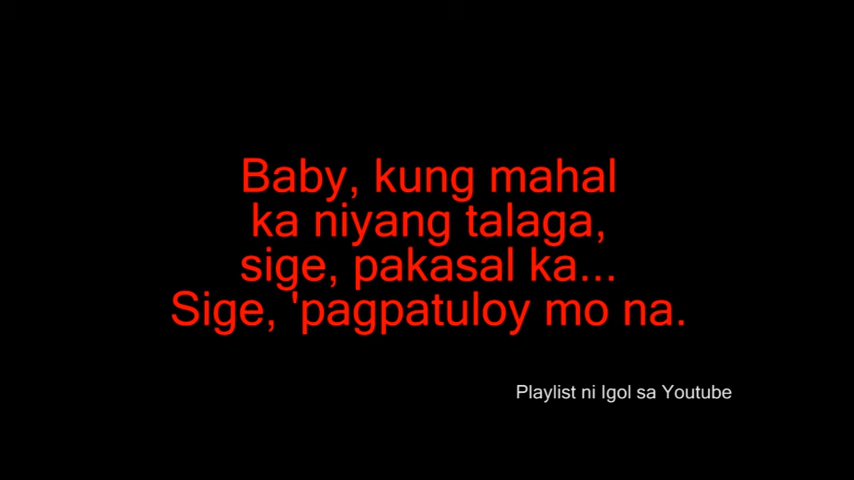 Baby, kung mahal
ka niyang talaga,
sige, pakasal ka...
Sige, 'pagpatuloy mo na.
Playlist ni Igol sa Youtube